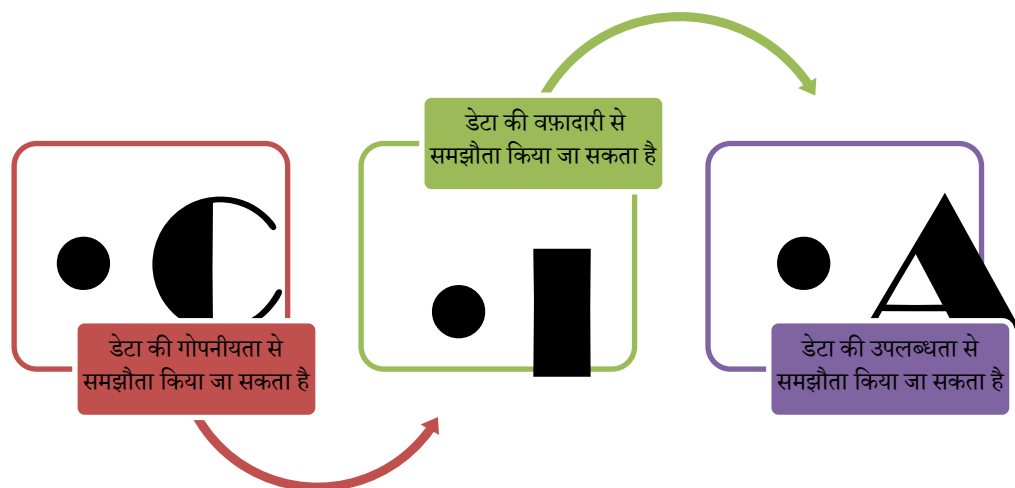 • C
डेटा की गोपनीयता से
समझौता किया जा सकता है
डेटा की वफ़ादारी से
समझौता किया जा सकता है
• I
• A
डेटा की उपलब्धता से
समझौता किया जा सकता है